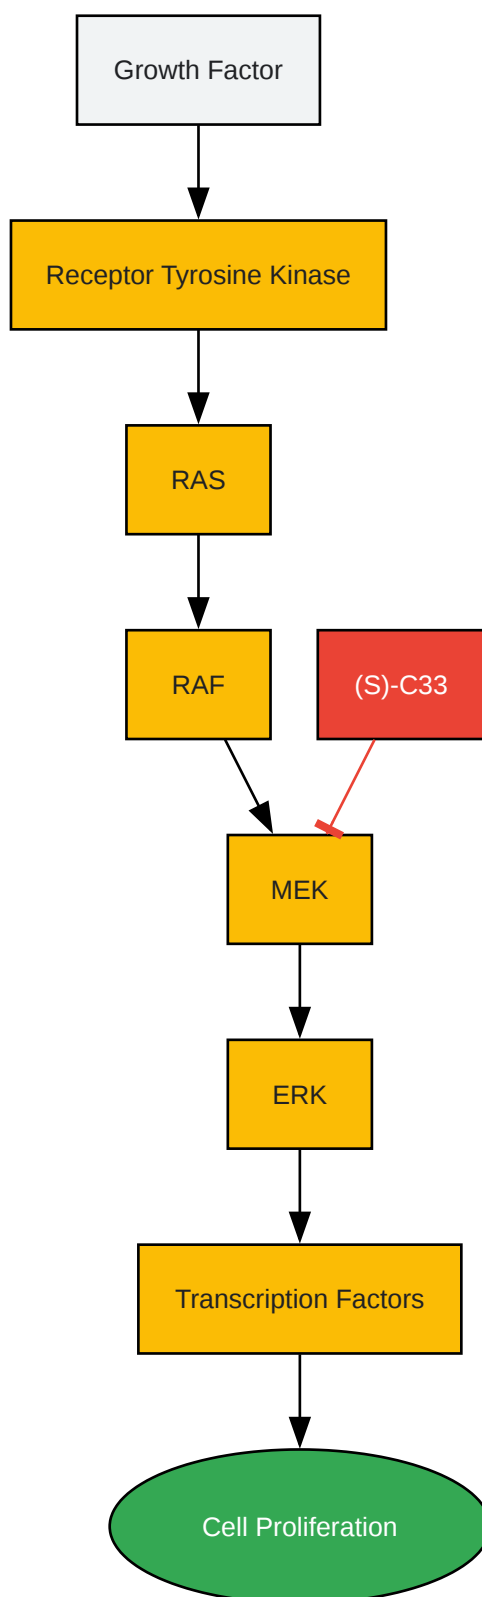 Growth Factor
Receptor Tyrosine Kinase
RAS
RAF
(S)-C33
MEK
ERK
Transcription Factors
Cell Proliferation